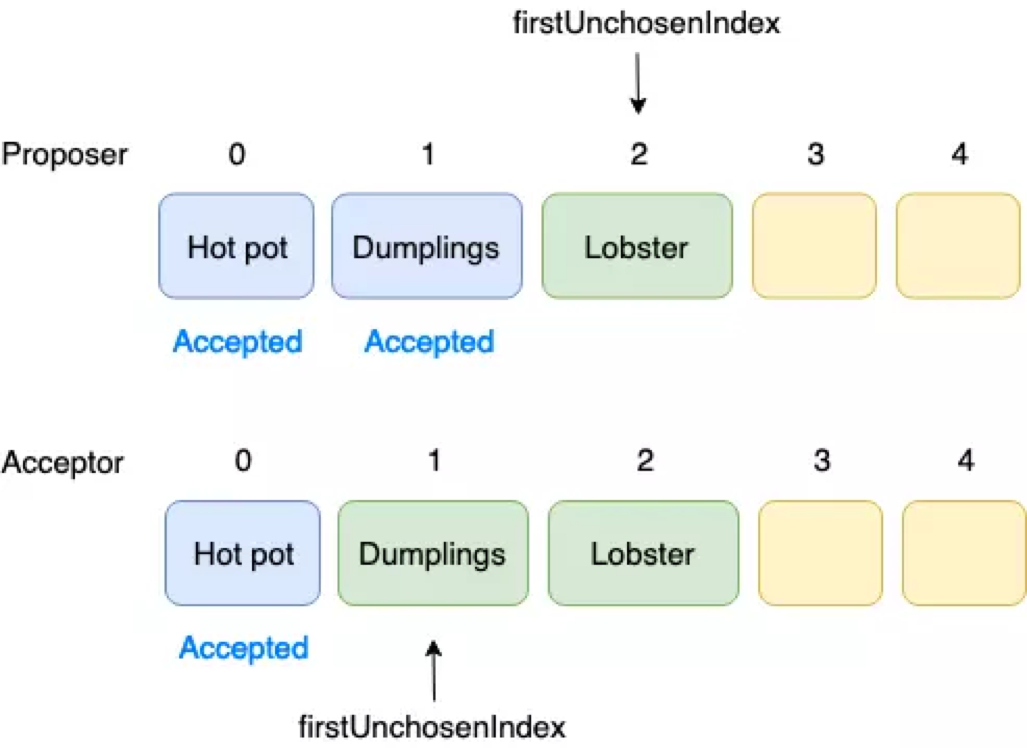 firstUnchosenIndex
Proposer 0 1 2 3 4
Hot pot Dumplings Lobster
Accepted Accepted
Acceptor 0 1 2 3 4
Hot pot Dumplings Lobster
Accepted
firstUnchosenIndex